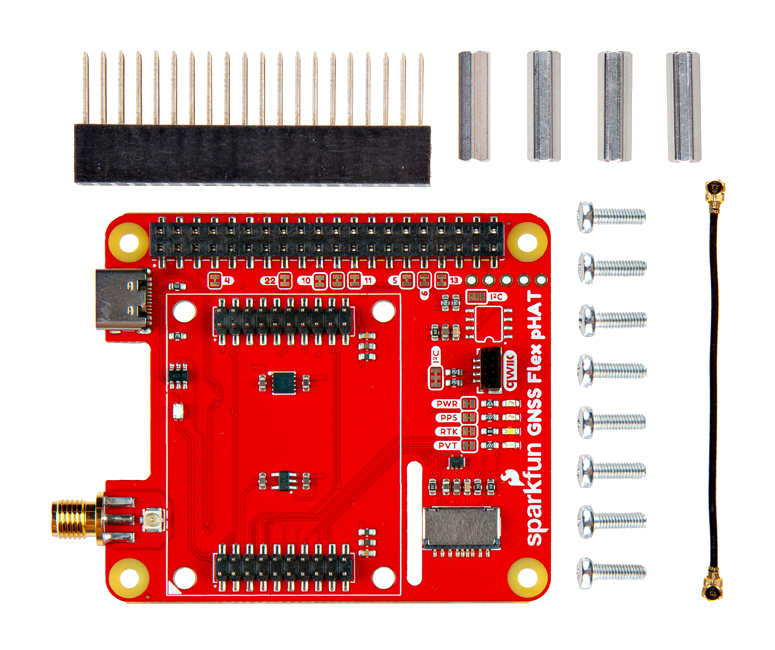 4
22
10
11
5
6
13
I²C
I²C
qwiic
PWR
PPS
RTK
PVT
sparkfun GNSS Flex pHAT